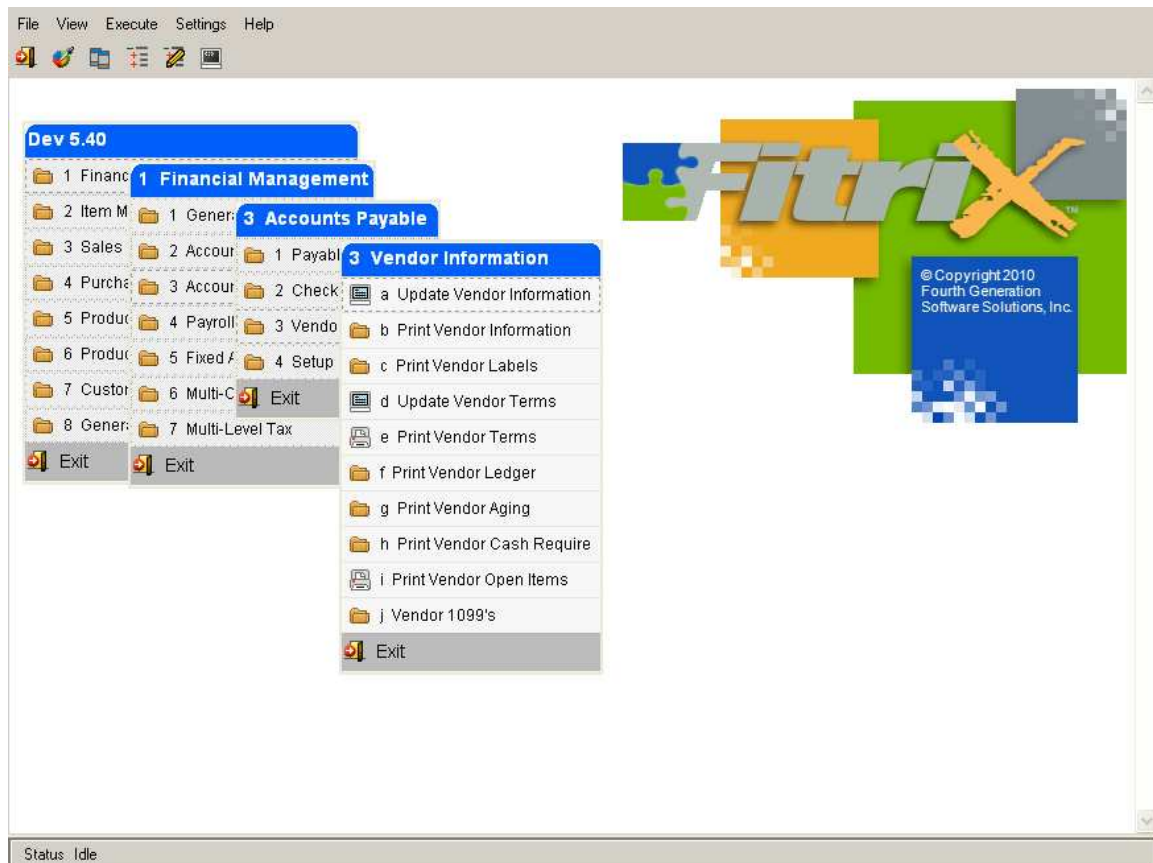 File View Execute Settings Help
Dev 5.40
1 Financ
2 Item M
3 Sales
4 Purcha
5 Produc
6 Produc
7 Custor
8 Genera
Exit
1 Financial Management
1 Genera
2 Accour
3 Accour
4 Payroll
5 Fixed A
6 Multi-C
7 Multi-Level Tax
Exit
3 Accounts Payable
1 Payabl
2 Check
3 Vendo
4 Setup
Exit
3 Vendor Information
a Update Vendor Information
b Print Vendor Information
c Print Vendor Labels
d Update Vendor Terms
e Print Vendor Terms
f Print Vendor Ledger
g Print Vendor Aging
h Print Vendor Cash Require
i Print Vendor Open Items
j Vendor 1099's
Exit
FitriX™
©Copyright 2010
Fourth Generation
Software Solutions, Inc.
Status Idle